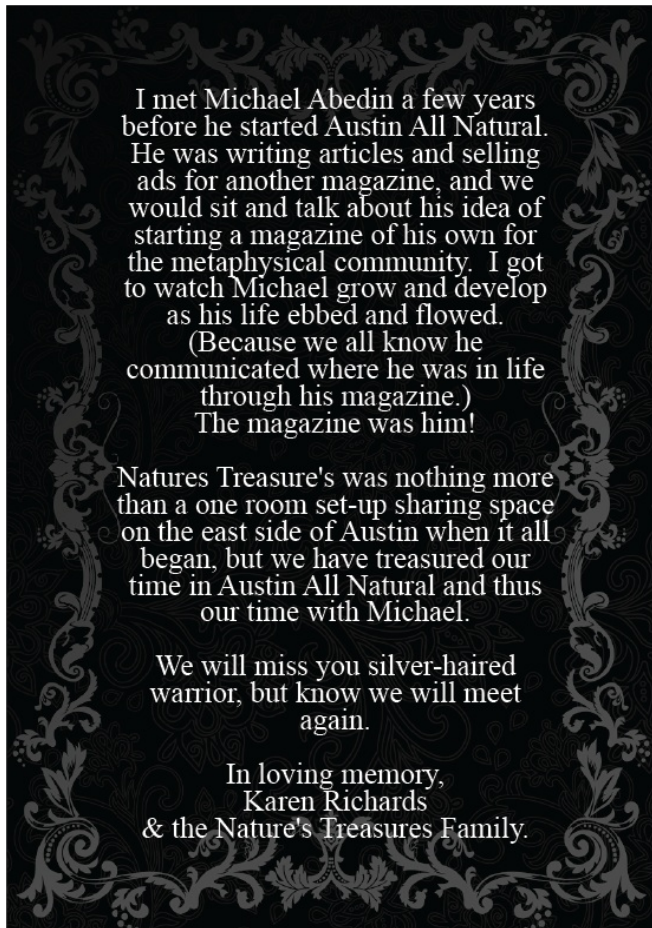 I met Michael Abedin a few years
before he started Austin All Natural.
He was writing articles and selling
ads for another magazine, and we
would sit and talk about his idea of
starting a magazine of his own for
the metaphysical community.  I got
to watch Michael grow and develop
as his life ebbed and flowed.
(Because we all know he
communicated where he was in life
through his magazine.)
The magazine was him!

Natures Treasure's was nothing more
than a one room set-up sharing space
on the east side of Austin when it all
began, but we have treasured our
time in Austin All Natural and thus
our time with Michael.

We will miss you silver-haired
warrior, but know we will meet
again.

In loving memory,
Karen Richards
& the Nature's Treasures Family.